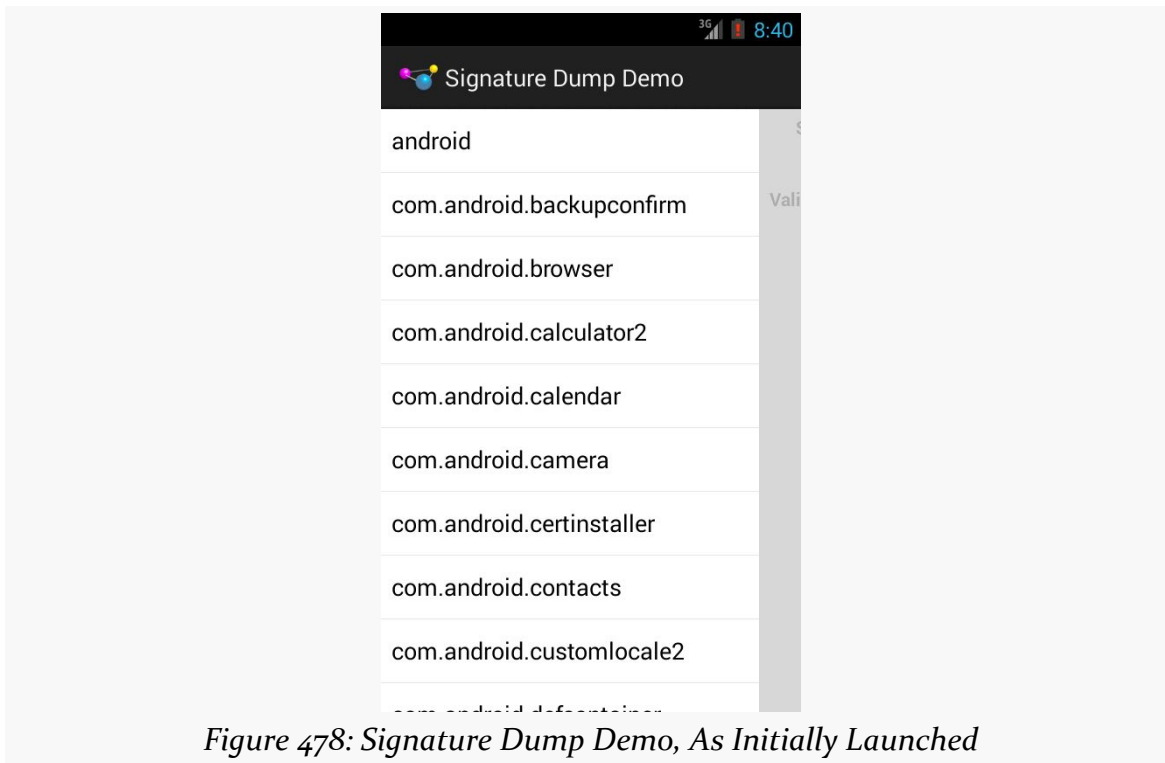 3G 8:40
Signature Dump Demo
android
com.android.backupconfirm
Vali
com.android.browser
com.android.calculator2
com.android.calendar
com.android.camera
com.android.certinstaller
com.android.contacts
com.android.customlocale2
Figure 478: Signature Dump Demo, As Initially Launched